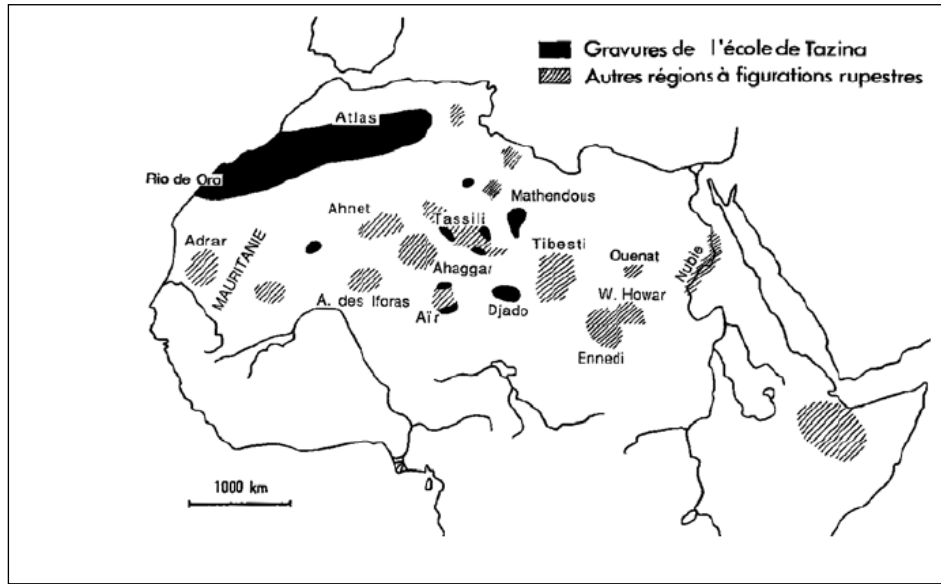 Gravures de l'école de Tazina
Autres régions à figurations rupestres
Atlas
Rio de Oro
Mathendous
Ahnet
Tassili
Adrar
MAURITANIE
Tibesti
Ouenat
Nubie
Ahaggar
W. Howar
A. des Iforas
Aïr
Djado
Ennedi
1000 km